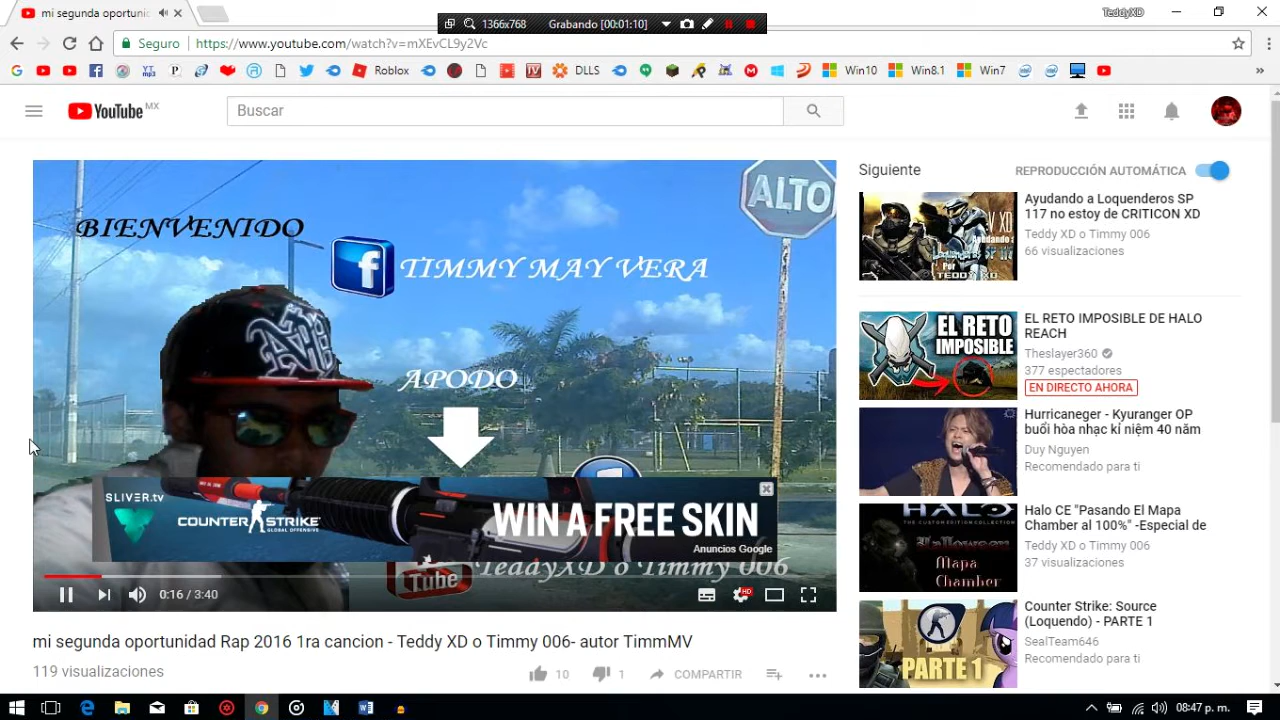 mi segunda oportunid
TeddyXD
1366x768 Grabando [00:01:10]
Seguro https://www.youtube.com/watch?v=mXEvCL9y2Vc
Roblox
DLLS
Win10
Win8.1
Win7
YouTube MX
Buscar
BIENVENIDO
ALTO
TIMMY MAY VERA
APODO
SLIVER.tv
COUNTER STRIKE
GLOBAL OFFENSIVE
WIN A FREE SKIN
Anuncios Google
Tube
TeadyXD o Timmy 006
0:16 / 3:40
HD
mi segunda oportunidad Rap 2016 1ra cancion - Teddy XD o Timmy 006- autor TimmMV
119 visualizaciones
10
1
COMPARTIR
Siguiente
REPRODUCCIÓN AUTOMÁTICA
Ayudando a Loquenderos SP
117 no estoy de CRITICON XD
Teddy XD o Timmy 006
66 visualizaciones
EL RETO
IMPOSIBLE
EL RETO IMPOSIBLE DE HALO
REACH
Theslayer360
377 espectadores
EN DIRECTO AHORA
Hurricaneger - Kyuranger OP
buổi hòa nhạc kỉ niệm 40 năm
Duy Nguyen
Recomendado para ti
HALO
Mapa
Chamber
Halo CE "Pasando El Mapa
Chamber al 100%" -Especial de
Teddy XD o Timmy 006
37 visualizaciones
PARTE 1
Counter Strike: Source
(Loquendo) - PARTE 1
SealTeam646
Recomendado para ti
08:47 p. m.